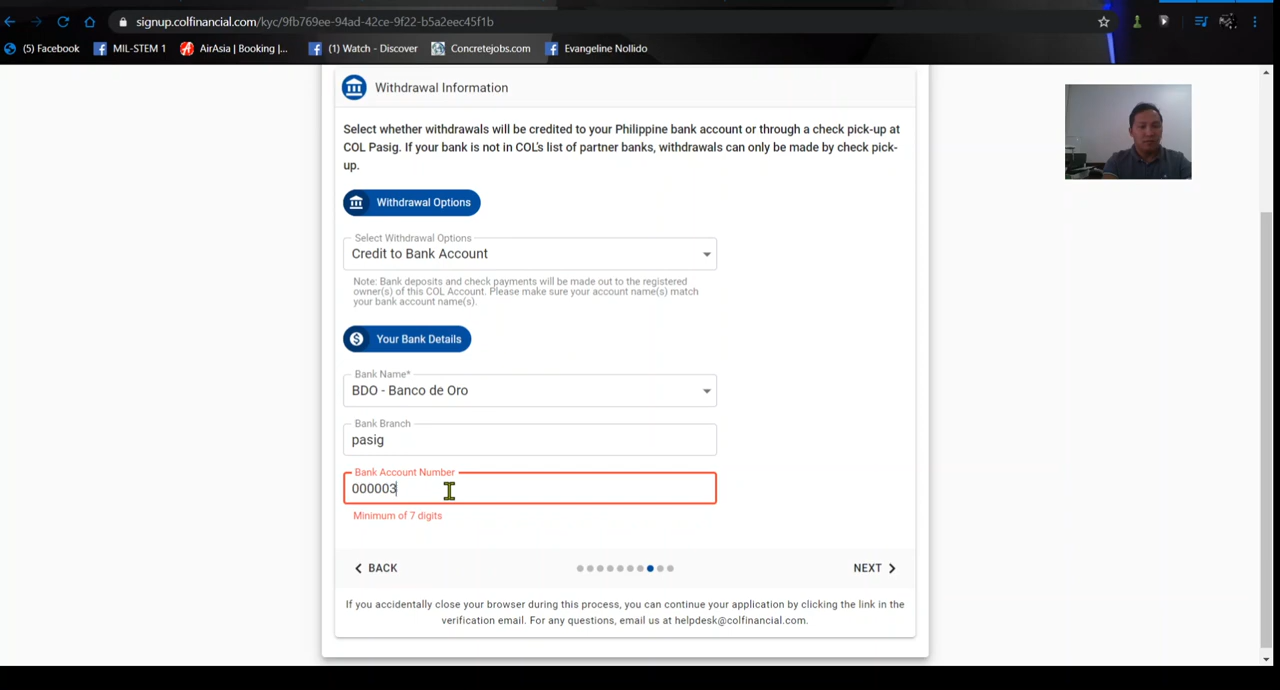 signup.colfinancial.com/kyc/9fb769ee-94ad-42ce-9f22-b5a2eec45f1b
(5) Facebook MIL-STEM 1 AirAsia | Booking |... (1) Watch - Discover Concretejobs.com Evangeline Nollido
Withdrawal Information
Select whether withdrawals will be credited to your Philippine bank account or through a check pick-up at
COL Pasig. If your bank is not in COL's list of partner banks, withdrawals can only be made by check pick-
up.
Withdrawal Options
Select Withdrawal Options
Credit to Bank Account
Note: Bank deposits and check payments will be made out to the registered
owner(s) of this COL Account. Please make sure your account name(s) match
your bank account name(s).
Your Bank Details
Bank Name*
BDO - Banco de Oro
Bank Branch
pasig
Bank Account Number
000003
Minimum of 7 digits
BACK NEXT
If you accidentally close your browser during this process, you can continue your application by clicking the link in the
verification email. For any questions, email us at helpdesk@colfinancial.com.